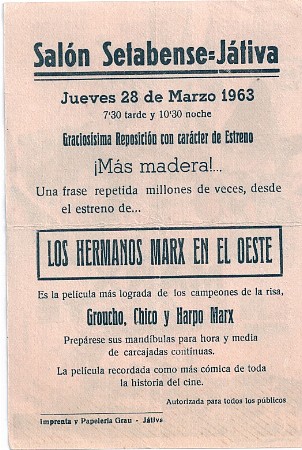 Salón Setabense=Játiva
Jueves 28 de Marzo 1963
7'30 tarde y 10'30 noche
Graciosísima Reposición con carácter de Estreno
¡Más madera!...
Una frase repetida millones de veces, desde
el estreno de...
LOS HERMANOS MARX EN EL OESTE
Es la película más lograda de los campeones de la risa,
Groucho, Chico y Harpo Marx
Prepárese sus mandíbulas para hora y media
de carcajadas contínuas.
La película recordada como más cómica de toda
la historia del cine.
Autorizada para todos los públicos
Imprenta y Papelería Grau - Játiva